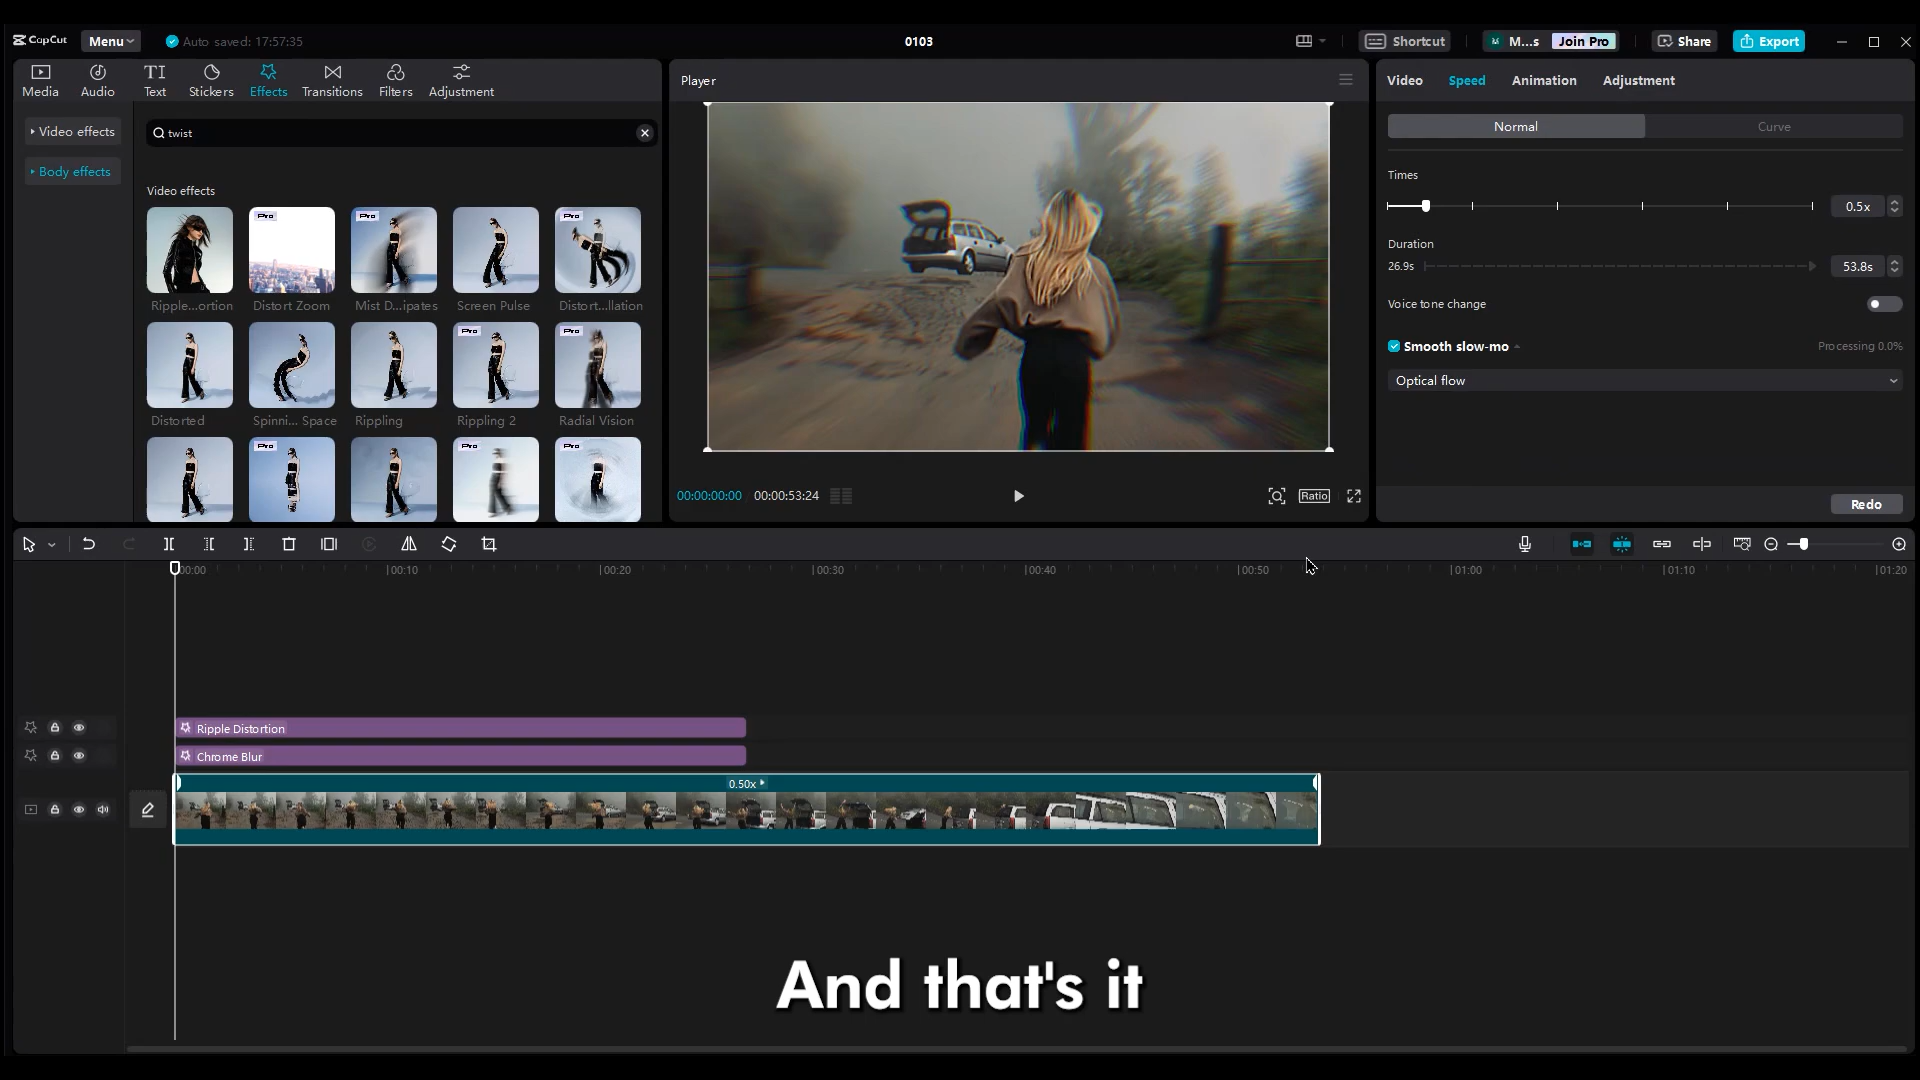 CapCut
Menu
Auto saved: 17:57:35
0103
Shortcut
M...s
Join Pro
Share
Export
Media
Audio
Text
Stickers
Effects
Transitions
Filters
Adjustment
Video effects
Body effects
twist
Video effects
Pro
Pro
Pro
Ripple...ortion
Distort Zoom
Mist D...ipates
Screen Pulse
Distort...llation
Pro
Pro
Distorted
Spinni... Space
Rippling
Rippling 2
Radial Vision
Pro
Pro
Pro
Player
00:00:00:00
00:00:53:24
Ratio
Video
Speed
Animation
Adjustment
Normal
Curve
Times
0.5x
Duration
26.9s
53.8s
Voice tone change
Smooth slow-mo
Processing 0.0%
Optical flow
Redo
00:00
00:10
00:20
00:30
00:40
00:50
01:00
01:10
01:20
Ripple Distortion
Chrome Blur
0.50x
And that's it